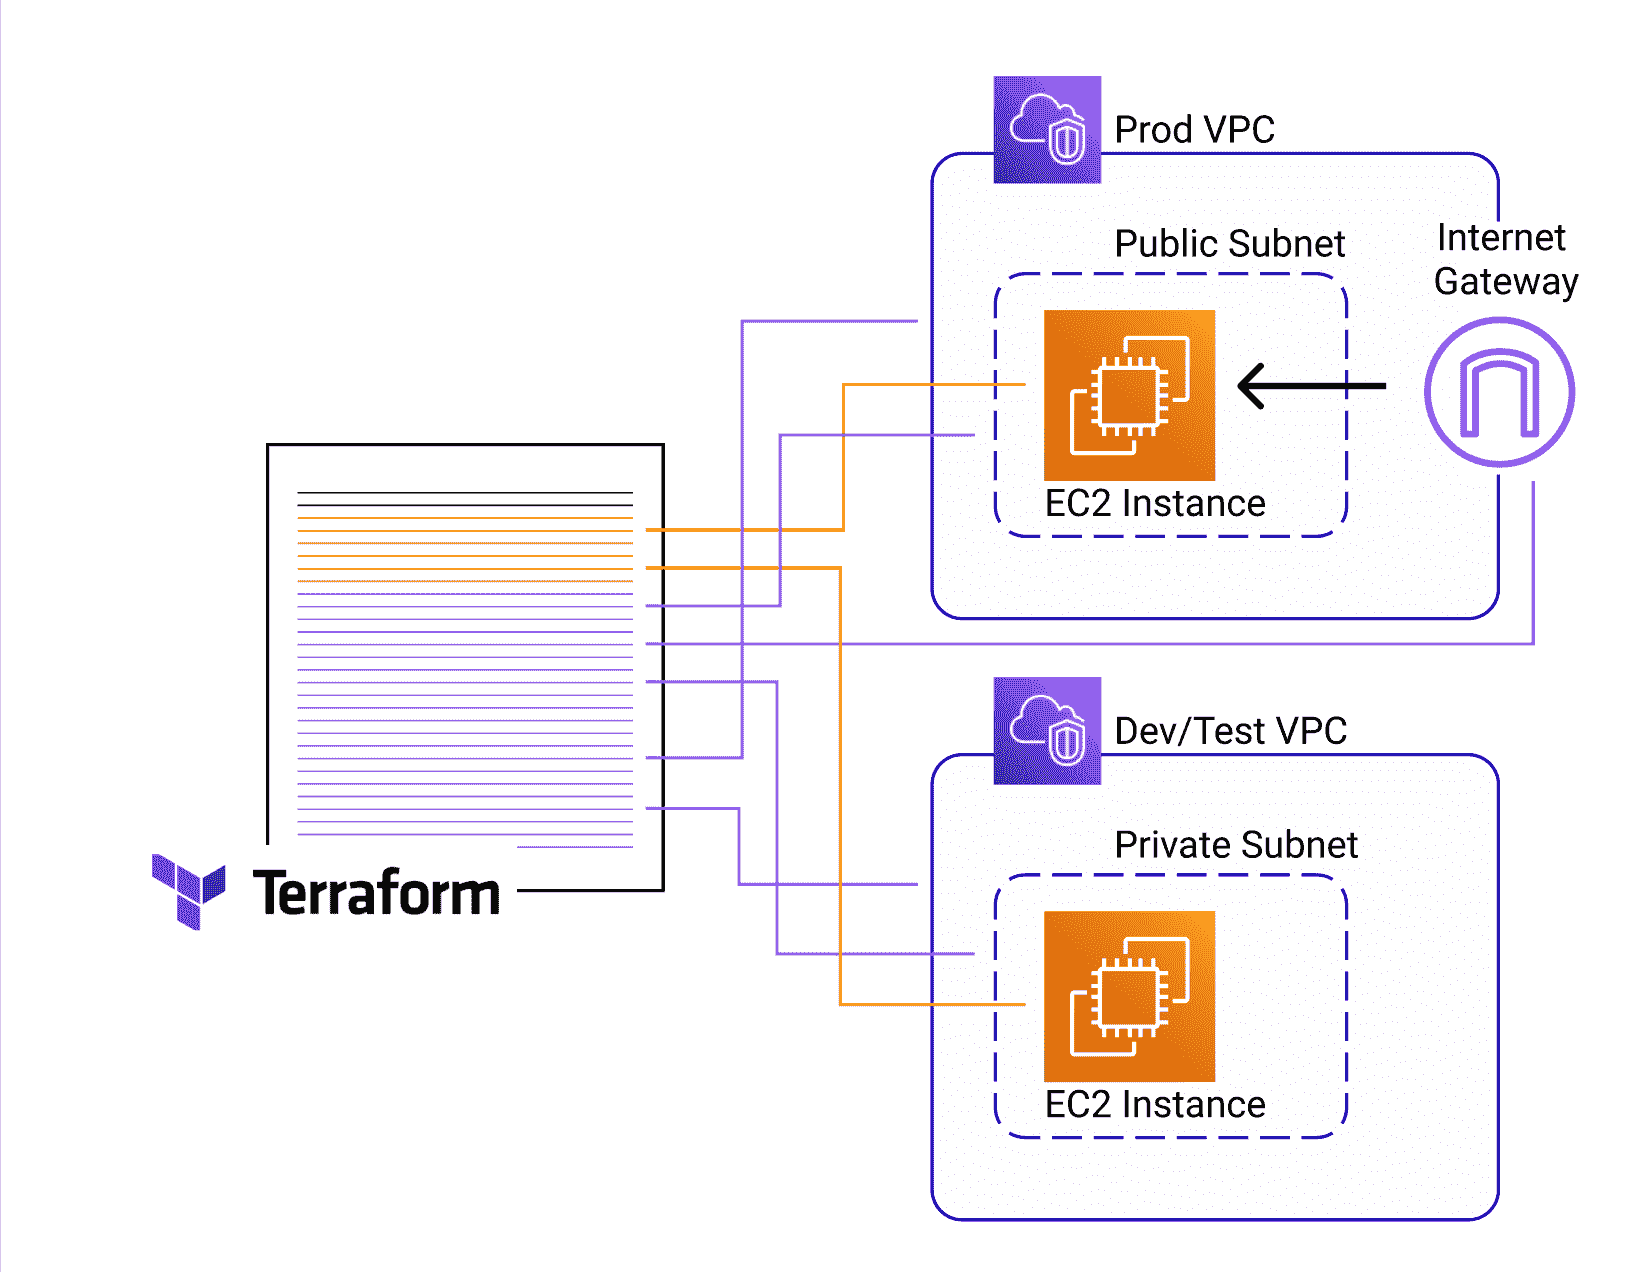 Prod VPC
Public Subnet
Internet
Gateway
EC2 Instance
Terraform
Dev/Test VPC
Private Subnet
EC2 Instance